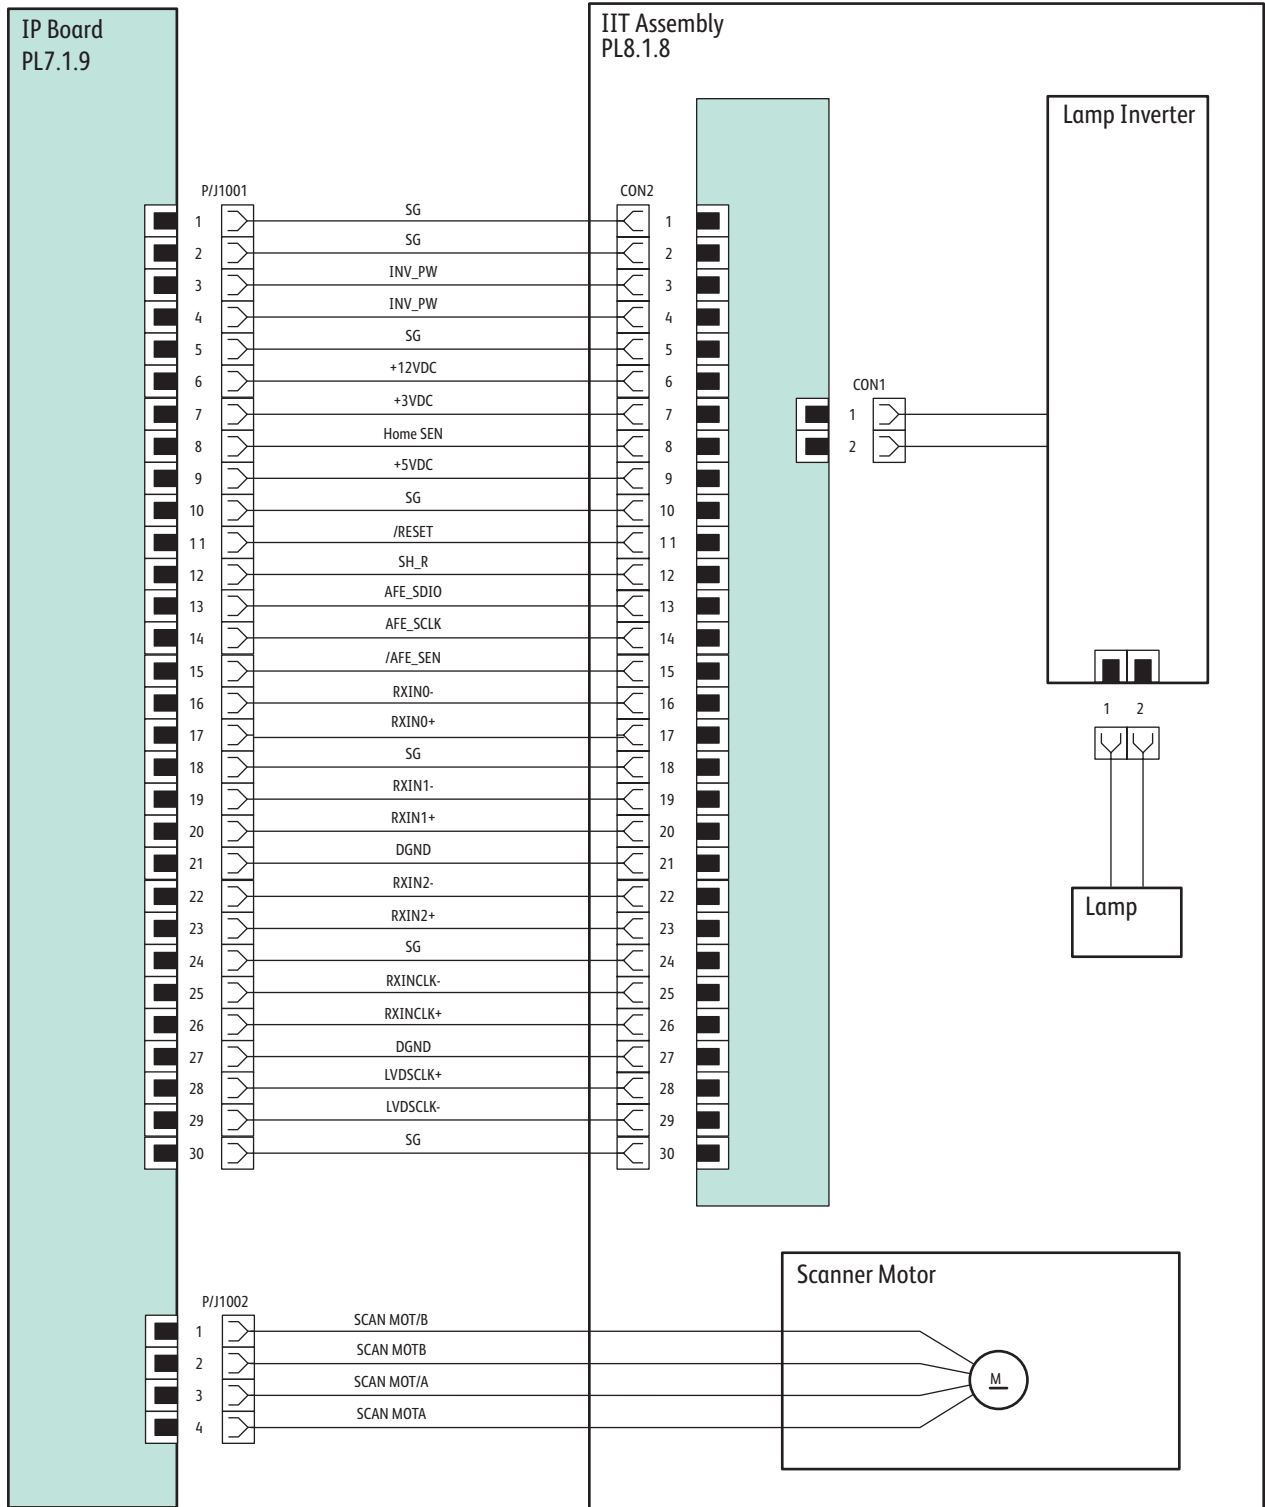 IP Board
PL7.1.9
IIT Assembly
PL8.1.8
Lamp Inverter
P/J1001
CON2
1 SG 1
2 SG 2
3 INV_PW 3
4 INV_PW 4
5 SG 5
6 +12VDC 6
7 +3VDC 7
8 Home SEN 8
9 +5VDC 9
10 SG 10
11 /RESET 11
12 SH_R 12
13 AFE_SDIO 13
14 AFE_SCLK 14
15 /AFE_SEN 15
16 RXIN0- 16
17 RXIN0+ 17
18 SG 18
19 RXIN1- 19
20 RXIN1+ 20
21 DGND 21
22 RXIN2- 22
23 RXIN2+ 23
24 SG 24
25 RXINCLK- 25
26 RXINCLK+ 26
27 DGND 27
28 LVDSCLK+ 28
29 LVDSCLK- 29
30 SG 30
CON1
1
2
1 2
Lamp
Scanner Motor
P/J1002
1 SCAN MOT/B
2 SCAN MOTB
3 SCAN MOT/A
4 SCAN MOTA
M